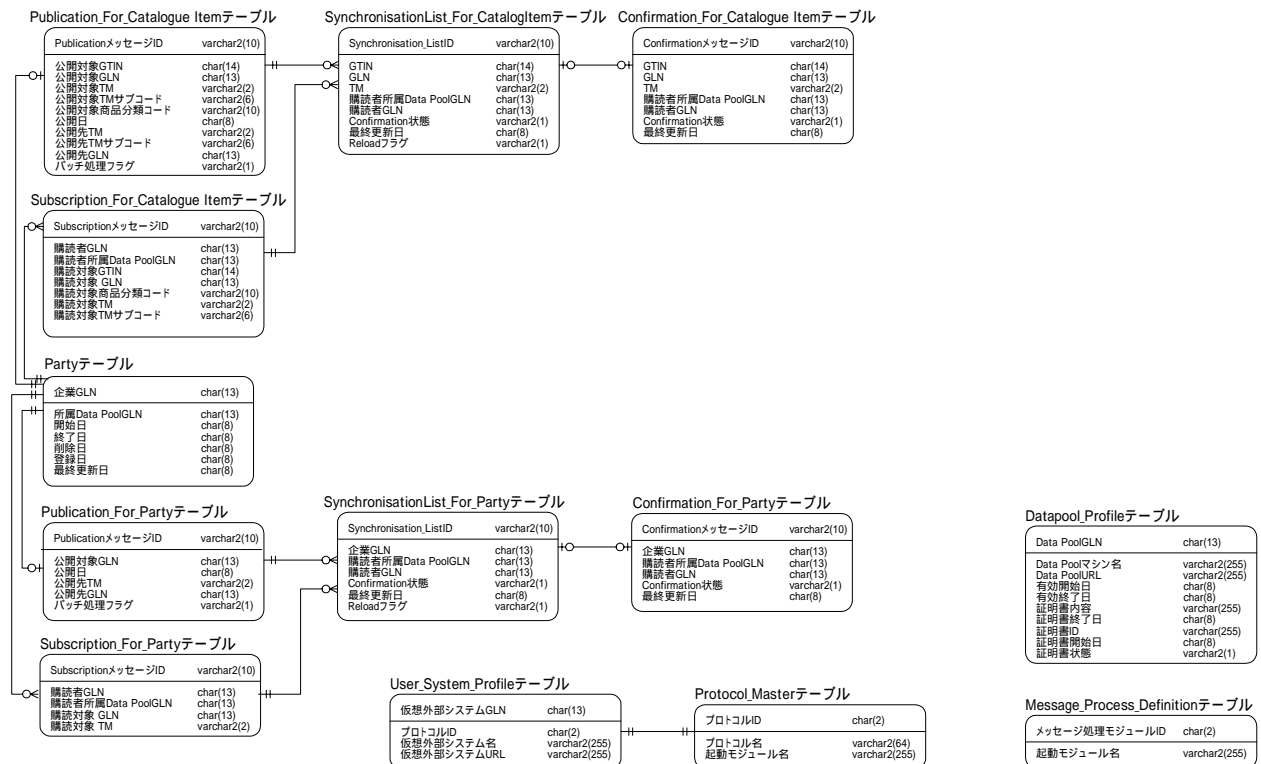 Publication_For_Catalogue Itemテーブル
PublicationメッセージID varchar2(10)
公開対象GTIN char(14)
公開対象GLN char(13)
公開対象TM varchar2(2)
公開対象TMサブコード varchar2(6)
公開対象商品分類コード varchar2(10)
公開日 char(8)
公開先TM varchar2(2)
公開先TMサブコード varchar2(6)
公開先GLN char(13)
バッチ処理フラグ varchar2(1)
SynchronisationList_For_CatalogItemテーブル
Synchronisation_ListID varchar2(10)
GTIN char(14)
GLN char(13)
TM varchar2(2)
購読者所属Data PoolGLN char(13)
購読者GLN char(13)
Confirmation状態 varchar2(1)
最終更新日 char(8)
Reloadフラグ varchar2(1)
Confirmation_For_Catalogue Itemテーブル
ConfirmationメッセージID varchar2(10)
GTIN char(14)
GLN char(13)
TM varchar2(2)
購読者所属Data PoolGLN char(13)
購読者GLN char(13)
Confirmation状態 varchar2(1)
最終更新日 char(8)
Subscription_For_Catalogue Itemテーブル
SubscriptionメッセージID varchar2(10)
購読者GLN char(13)
購読者所属Data PoolGLN char(13)
購読対象GTIN char(14)
購読対象 GLN char(13)
購読対象商品分類コード varchar2(10)
購読対象TM varchar2(2)
購読対象TMサブコード varchar2(6)
Partyテーブル
企業GLN char(13)
所属Data PoolGLN char(13)
開始日 char(8)
終了日 char(8)
削除日 char(8)
登録日 char(8)
最終更新日 char(8)
Publication_For_Partyテーブル
PublicationメッセージID varchar2(10)
公開対象GLN char(13)
公開日 char(8)
公開先TM varchar2(2)
公開先GLN char(13)
バッチ処理フラグ varchar2(1)
SynchronisationList_For_Partyテーブル
Synchronisation_ListID varchar2(10)
企業GLN char(13)
購読者所属Data PoolGLN char(13)
購読者GLN char(13)
Confirmation状態 varchar2(1)
最終更新日 char(8)
Reloadフラグ varchar2(1)
Confirmation_For_Partyテーブル
ConfirmationメッセージID varchar2(10)
企業GLN char(13)
購読者所属Data PoolGLN char(13)
購読者GLN char(13)
Confirmation状態 varchar2(1)
最終更新日 char(8)
Datapool_Profileテーブル
Data PoolGLN char(13)
Data Poolマシン名 varchar2(255)
Data PoolURL varchar2(255)
有効開始日 char(8)
有効終了日 char(8)
証明書内容 varchar(255)
証明書終了日 char(8)
証明書ID varchar(255)
証明書開始日 char(8)
証明書状態 varchar2(1)
Subscription_For_Partyテーブル
SubscriptionメッセージID varchar2(10)
購読者GLN char(13)
購読者所属Data PoolGLN char(13)
購読対象 GLN char(13)
購読対象 TM varchar2(2)
User_System_Profileテーブル
仮想外部システムGLN char(13)
プロトコルID char(2)
仮想外部システム名 varchar2(255)
仮想外部システムURL varchar2(255)
Protocol_Masterテーブル
プロトコルID char(2)
プロトコル名 varchar2(64)
起動モジュール名 varchar2(255)
Message_Process_Definitionテーブル
メッセージ処理モジュールID char(2)
起動モジュール名 varchar2(255)